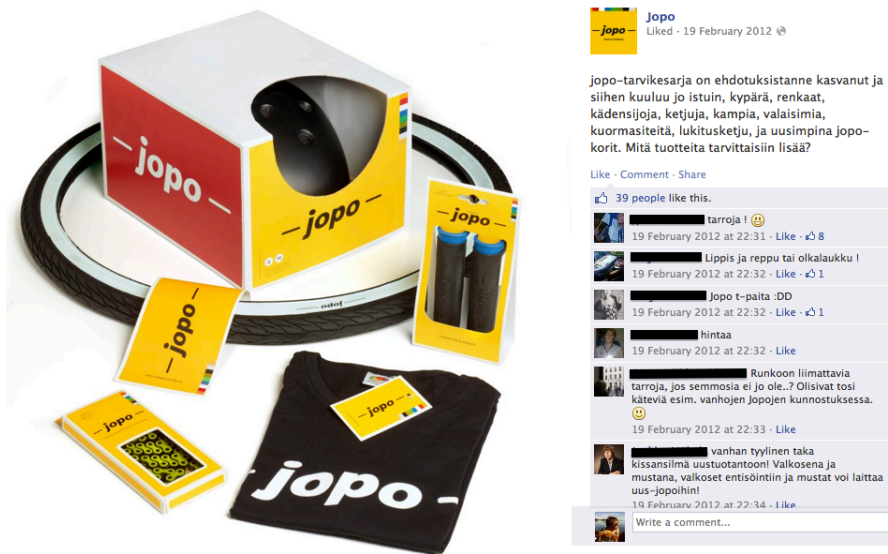 — jopo —
— jopo —
— jopo —
— jopo —
— jopo —
— jopo —
— jopo —
jopo
— jopo —
Jopo
Liked · 19 February 2012
— jopo —
jopo-tarvikesarja on ehdotuksistanne kasvanut ja
siihen kuuluu jo istuin, kypärä, renkaat,
kädensijoja, ketjuja, kampia, valaisimia,
kuormasiteitä, lukitusketju, ja uusimpina jopo-
korit. Mitä tuotteita tarvittaisiin lisää?
Like · Comment · Share
39 people like this.
tarroja !
19 February 2012 at 22:31 · Like · 8
Lippis ja reppu tai olkalaukku !
19 February 2012 at 22:32 · Like · 1
Jopo t-paita :DD
19 February 2012 at 22:32 · Like · 1
hintaa
19 February 2012 at 22:32 · Like
Runkoon liimattavia
tarroja, jos semmosia ei jo ole..? Olisivat tosi
käteviä esim. vanhojen Jopojen kunnostuksessa.
19 February 2012 at 22:33 · Like
vanhan tyylinen taka
kissansilmä uustuotantoon! Valkosena ja
mustana, valkoset entisöintiin ja mustat voi laittaa
uus-jopoihin!
19 February 2012 at 22:34 · Like
Write a comment...